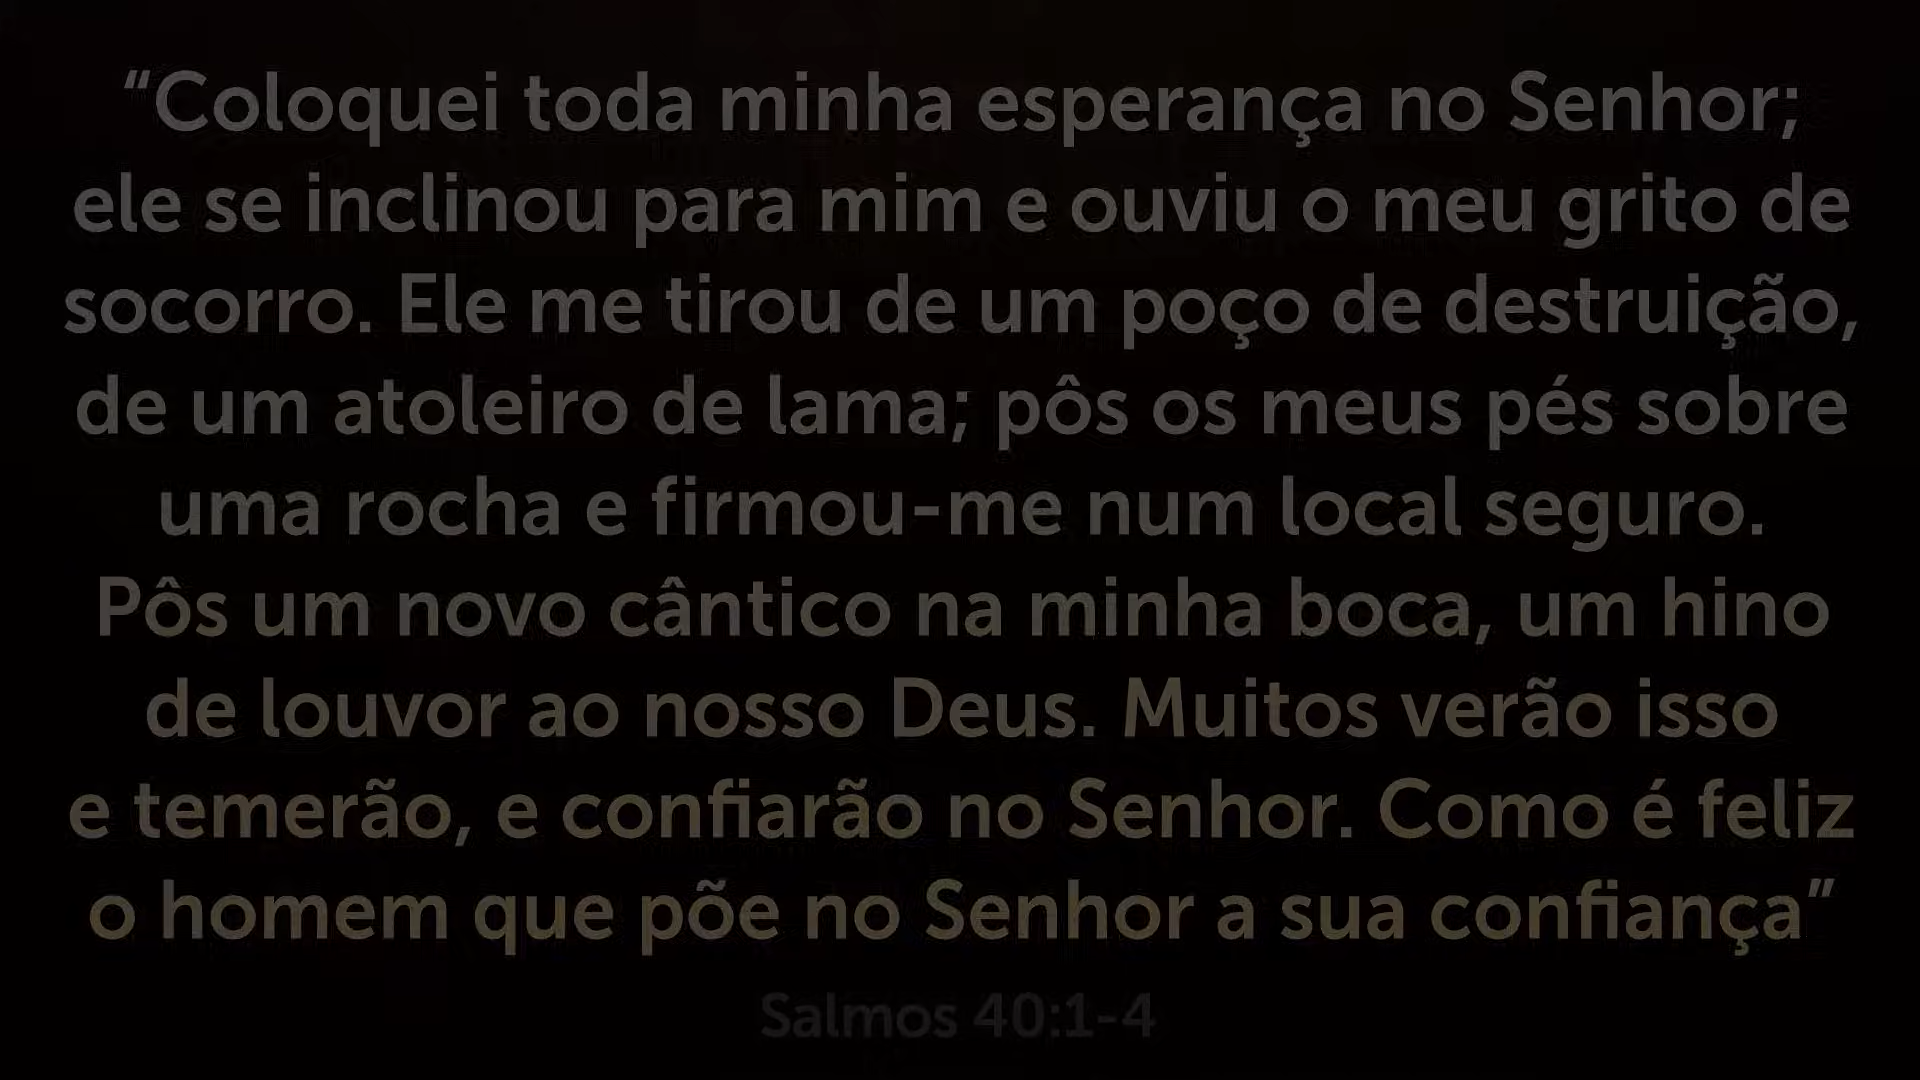 “Coloquei toda minha esperança no Senhor;
ele se inclinou para mim e ouviu o meu grito de
socorro. Ele me tirou de um poço de destruição,
de um atoleiro de lama; pôs os meus pés sobre
uma rocha e firmou-me num local seguro.
Pôs um novo cântico na minha boca, um hino
de louvor ao nosso Deus. Muitos verão isso
e temerão, e confiarão no Senhor. Como é feliz
o homem que põe no Senhor a sua confiança”
Salmos 40:1-4